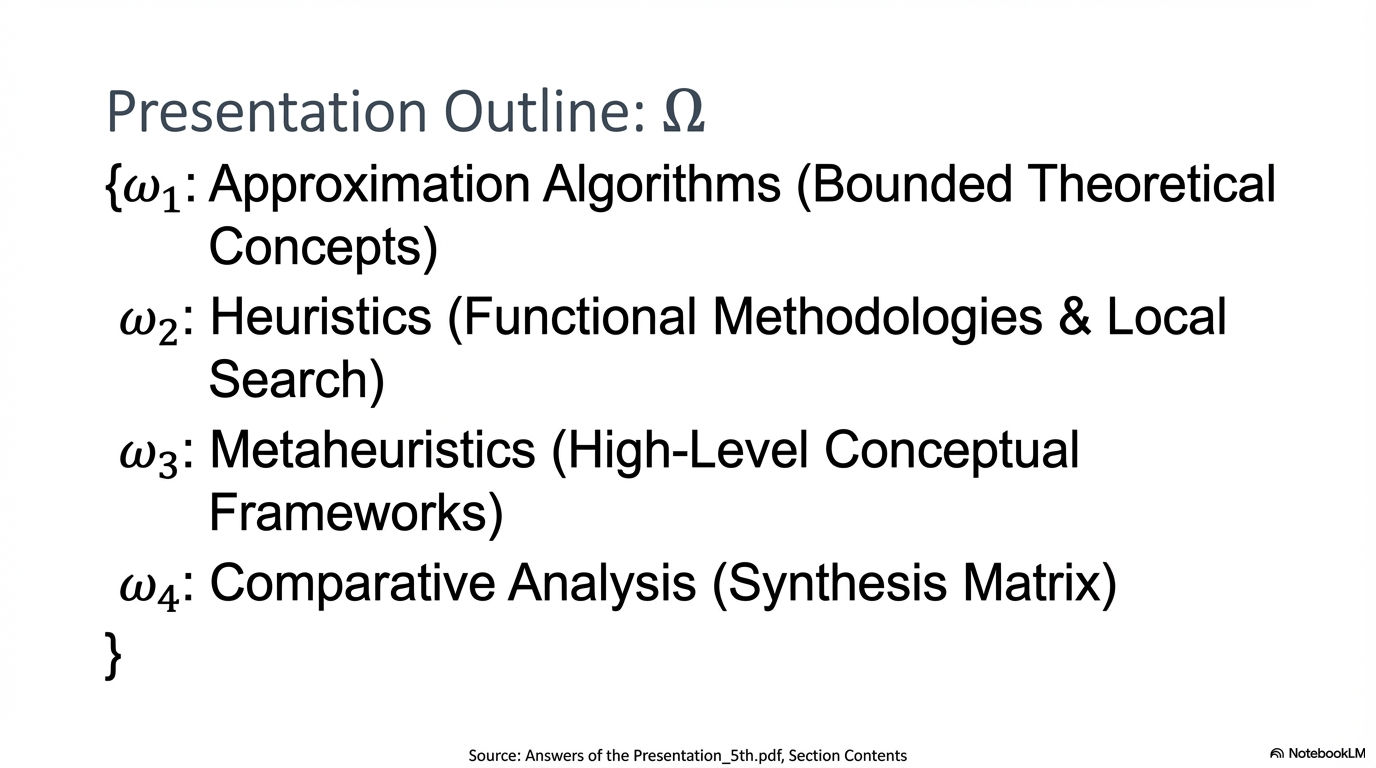 Presentation Outline: Ω
{ω₁: Approximation Algorithms (Bounded Theoretical
Concepts)
ω₂: Heuristics (Functional Methodologies & Local
Search)
ω₃: Metaheuristics (High-Level Conceptual
Frameworks)
ω₄: Comparative Analysis (Synthesis Matrix)
}
Source: Answers of the Presentation_5th.pdf, Section Contents
NotebookLM